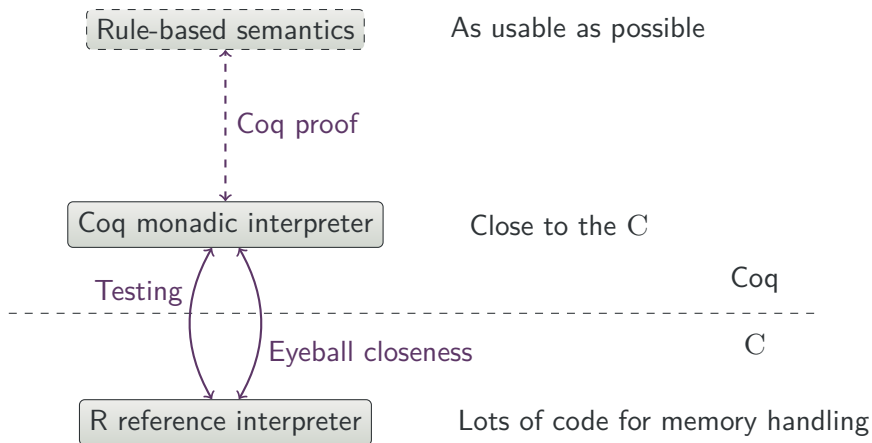 Rule-based semantics
As usable as possible
Coq proof
Coq monadic interpreter
Close to the C
Testing
Coq
Eyeball closeness
C
R reference interpreter
Lots of code for memory handling